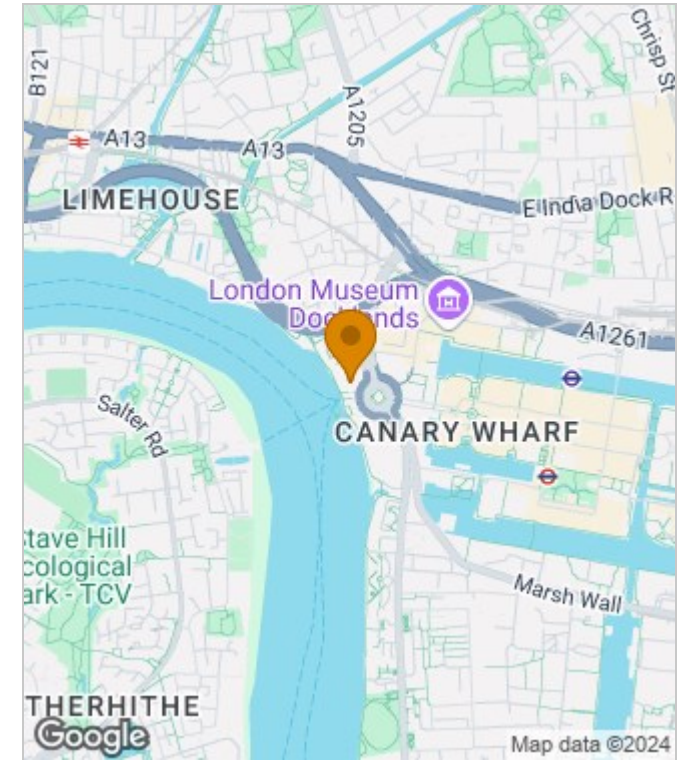 B121
A13
A13
A1205
Chrisp St
LIMEHOUSE
E India Dock R
London Museum
Docklands
A1261
Salter Rd
CANARY WHARF
tave Hill
cological
ark - TCV
Marsh Wall
THERHITHE
Google
Map data ©2024